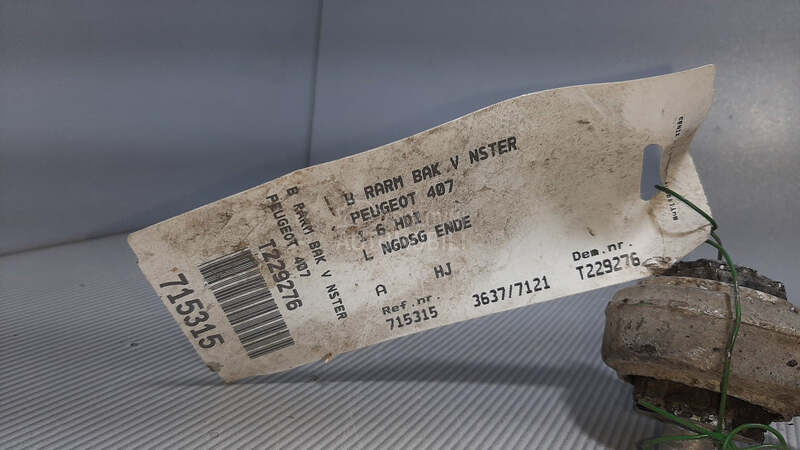 B RARM BAK V NSTER
PEUGEOT 407
6 HDI
L NGDSG ENDE
A HJ
Ref.nr.
715315
3637/7121
Dem.nr.
T229276
B RARM BAK V NSTER
PEUGEOT 407
T229276
715315